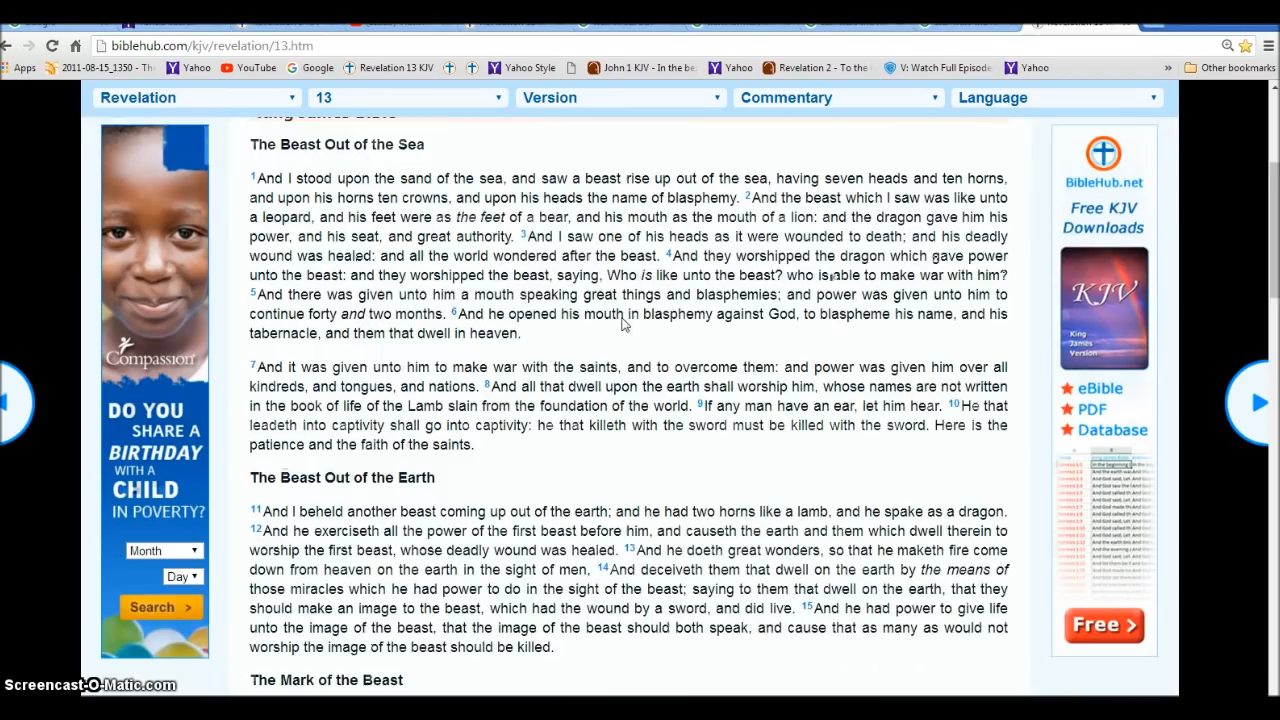 biblehub.com/kjv/revelation/13.htm
Apps 2011-08-15_1350 - Th Yahoo YouTube Google Revelation 13 KJV Yahoo Style John 1 KJV - In the be Yahoo Revelation 2 - To the V: Watch Full Episode Yahoo » Other bookmarks
Revelation 13 Version Commentary Language
King James Bible
The Beast Out of the Sea
1And I stood upon the sand of the sea, and saw a beast rise up out of the sea, having seven heads and ten horns,
and upon his horns ten crowns, and upon his heads the name of blasphemy. 2And the beast which I saw was like unto
a leopard, and his feet were as the feet of a bear, and his mouth as the mouth of a lion: and the dragon gave him his
power, and his seat, and great authority. 3And I saw one of his heads as it were wounded to death; and his deadly
wound was healed: and all the world wondered after the beast. 4And they worshipped the dragon which gave power
unto the beast: and they worshipped the beast, saying, Who is like unto the beast? who is able to make war with him?
5And there was given unto him a mouth speaking great things and blasphemies; and power was given unto him to
continue forty and two months. 6And he opened his mouth in blasphemy against God, to blaspheme his name, and his
tabernacle, and them that dwell in heaven.
7And it was given unto him to make war with the saints, and to overcome them: and power was given him over all
kindreds, and tongues, and nations. 8And all that dwell upon the earth shall worship him, whose names are not written
in the book of life of the Lamb slain from the foundation of the world. 9If any man have an ear, let him hear. 10He that
leadeth into captivity shall go into captivity: he that killeth with the sword must be killed with the sword. Here is the
patience and the faith of the saints.
The Beast Out of the Earth
11And I beheld another beast coming up out of the earth; and he had two horns like a lamb, and he spake as a dragon.
12And he exerciseth all the power of the first beast before him, and causeth the earth and them which dwell therein to
worship the first beast, whose deadly wound was healed. 13And he doeth great wonders, so that he maketh fire come
down from heaven on the earth in the sight of men, 14And deceiveth them that dwell on the earth by the means of
those miracles which he had power to do in the sight of the beast; saying to them that dwell on the earth, that they
should make an image to the beast, which had the wound by a sword, and did live. 15And he had power to give life
unto the image of the beast, that the image of the beast should both speak, and cause that as many as would not
worship the image of the beast should be killed.
The Mark of the Beast
Compassion
DO YOU
SHARE A
BIRTHDAY
WITH A
CHILD
IN POVERTY?
Month
Day
Search >
BibleHub.net
Free KJV
Downloads
KJV
King
James
Version
eBible
PDF
Database
Free >
Screencast-O-Matic.com